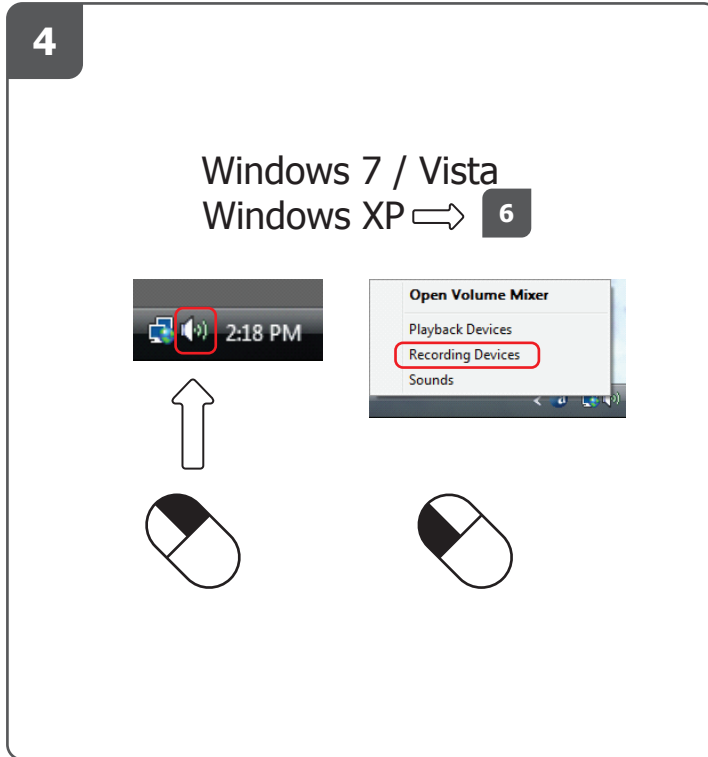 4
Windows 7 / Vista
Windows XP ⇨ 6
2:18 PM
Open Volume Mixer
Playback Devices
Recording Devices
Sounds